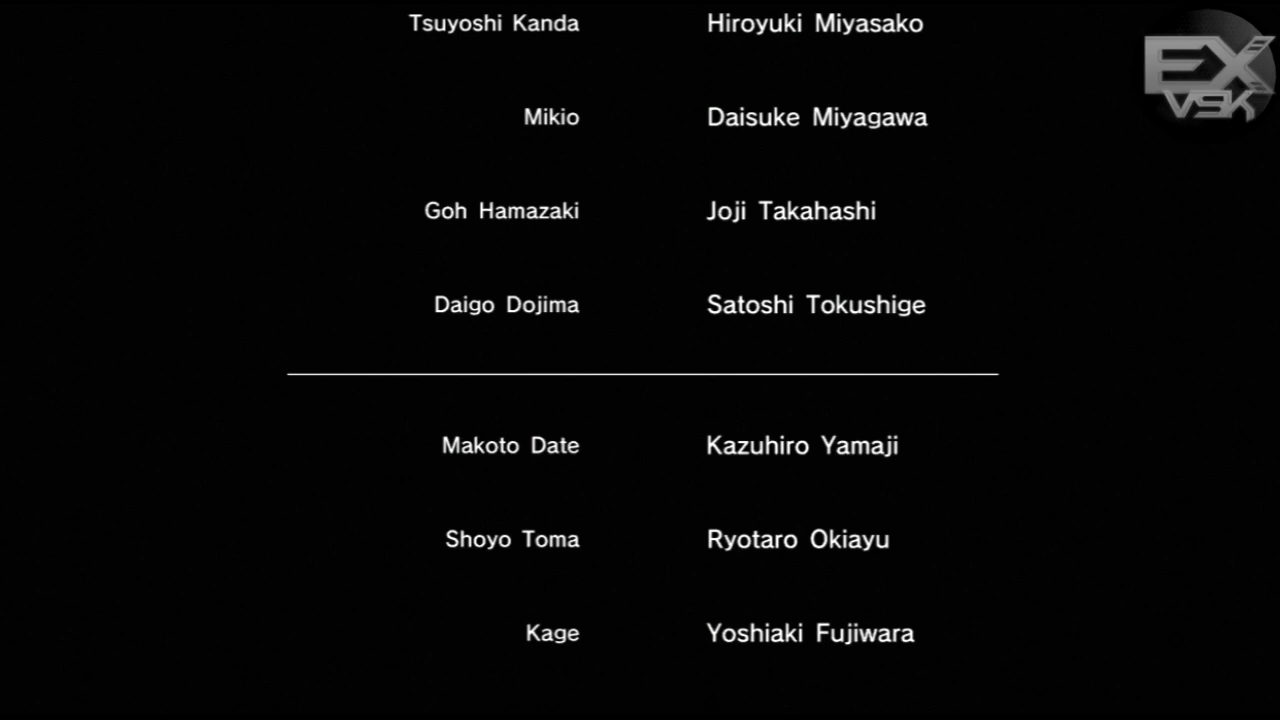 Tsuyoshi Kanda Hiroyuki Miyasako
EX
VSK
Mikio Daisuke Miyagawa
Goh Hamazaki Joji Takahashi
Daigo Dojima Satoshi Tokushige
Makoto Date Kazuhiro Yamaji
Shoyo Toma Ryotaro Okiayu
Kage Yoshiaki Fujiwara